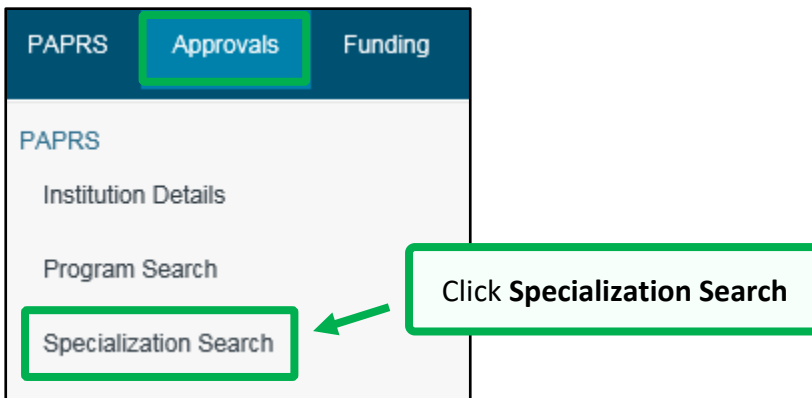 PAPRS Approvals Funding
PAPRS
Institution Details
Program Search
Specialization Search
Click Specialization Search